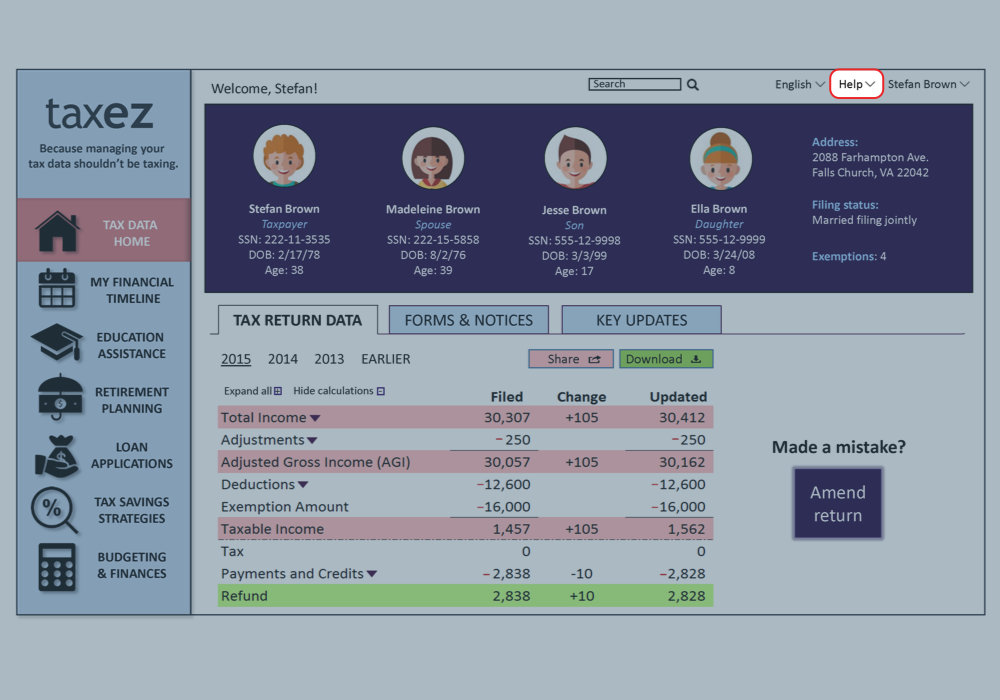 taxez
Because managing your
tax data shouldn't be taxing.
TAX DATA
HOME
MY FINANCIAL
TIMELINE
EDUCATION
ASSISTANCE
RETIREMENT
PLANNING
LOAN
APPLICATIONS
TAX SAVINGS
STRATEGIES
BUDGETING
& FINANCES
Welcome, Stefan!
Search
English
Help
Stefan Brown
Stefan Brown
Taxpayer
SSN: 222-11-3535
DOB: 2/17/78
Age: 38
Madeleine Brown
Spouse
SSN: 222-15-5858
DOB: 8/2/76
Age: 39
Jesse Brown
Son
SSN: 555-12-9998
DOB: 3/3/99
Age: 17
Ella Brown
Daughter
SSN: 555-12-9999
DOB: 3/24/08
Age: 8
Address:
2088 Farhampton Ave.
Falls Church, VA 22042
Filing status:
Married filing jointly
Exemptions: 4
TAX RETURN DATA
FORMS & NOTICES
KEY UPDATES
2015 2014 2013 EARLIER
Share
Download
Expand all Hide calculations
Filed Change Updated
Total Income 30,307 +105 30,412
Adjustments −250 −250
Adjusted Gross Income (AGI) 30,057 +105 30,162
Deductions −12,600 −12,600
Exemption Amount −16,000 −16,000
Taxable Income 1,457 +105 1,562
Tax 0 0
Payments and Credits −2,838 -10 −2,828
Refund 2,838 +10 2,828
Made a mistake?
Amend
return
$
%
$